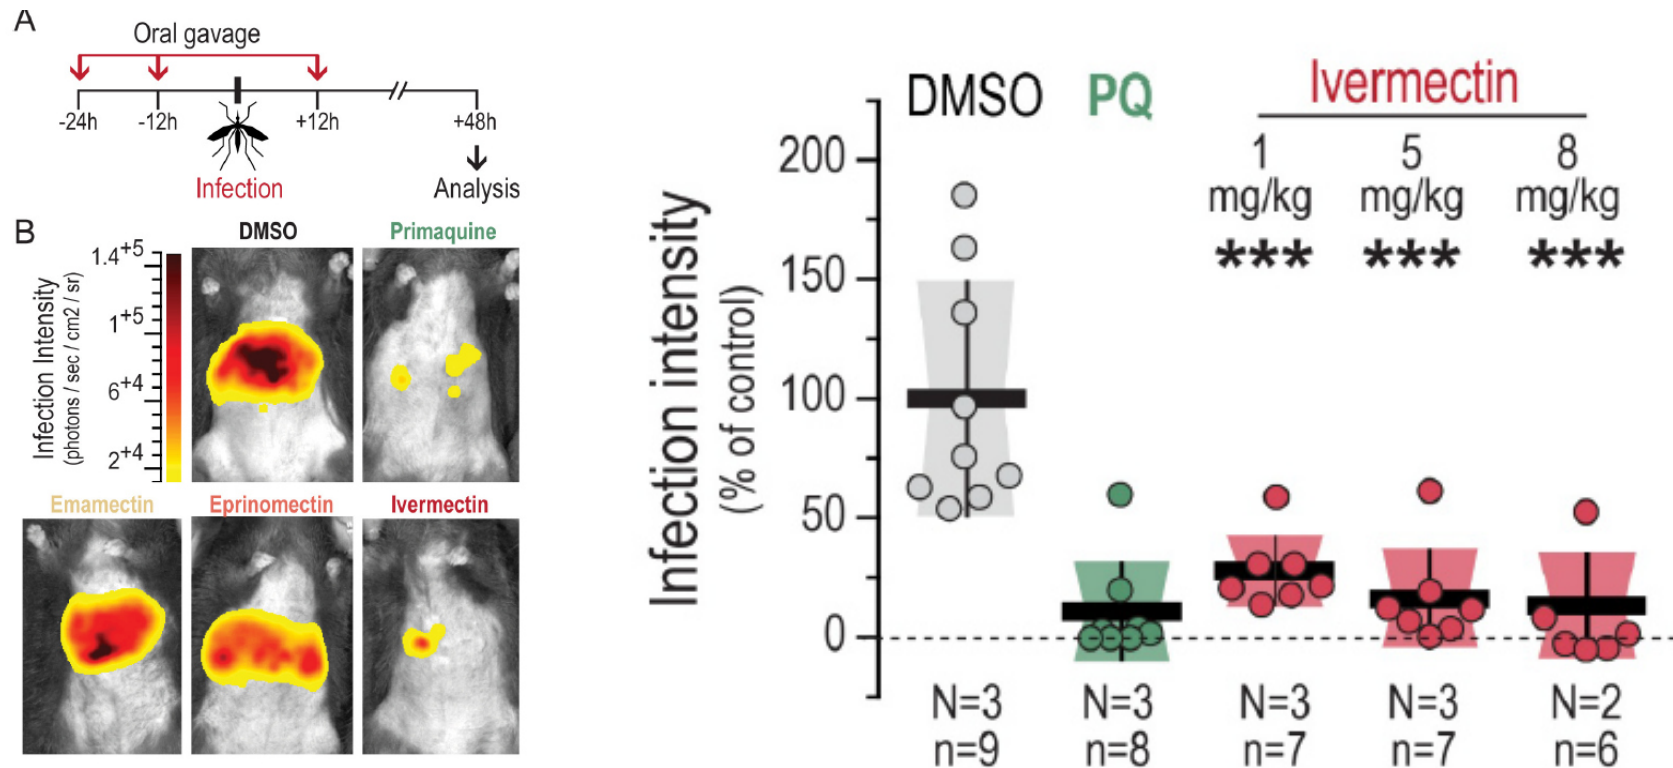 A
Oral gavage
-24h
-12h
+12h
+48h
Infection
Analysis
B
DMSO
Primaquine
Infection Intensity
(photons / sec / cm2 / sr)
1.4+5
1+5
6+4
2+4
Emamectin
Eprinomectin
Ivermectin
Infection intensity
(% of control)
200
150
100
50
0
DMSO
PQ
Ivermectin
1
mg/kg
5
mg/kg
8
mg/kg
***
***
***
N=3
n=9
N=3
n=8
N=3
n=7
N=3
n=7
N=2
n=6